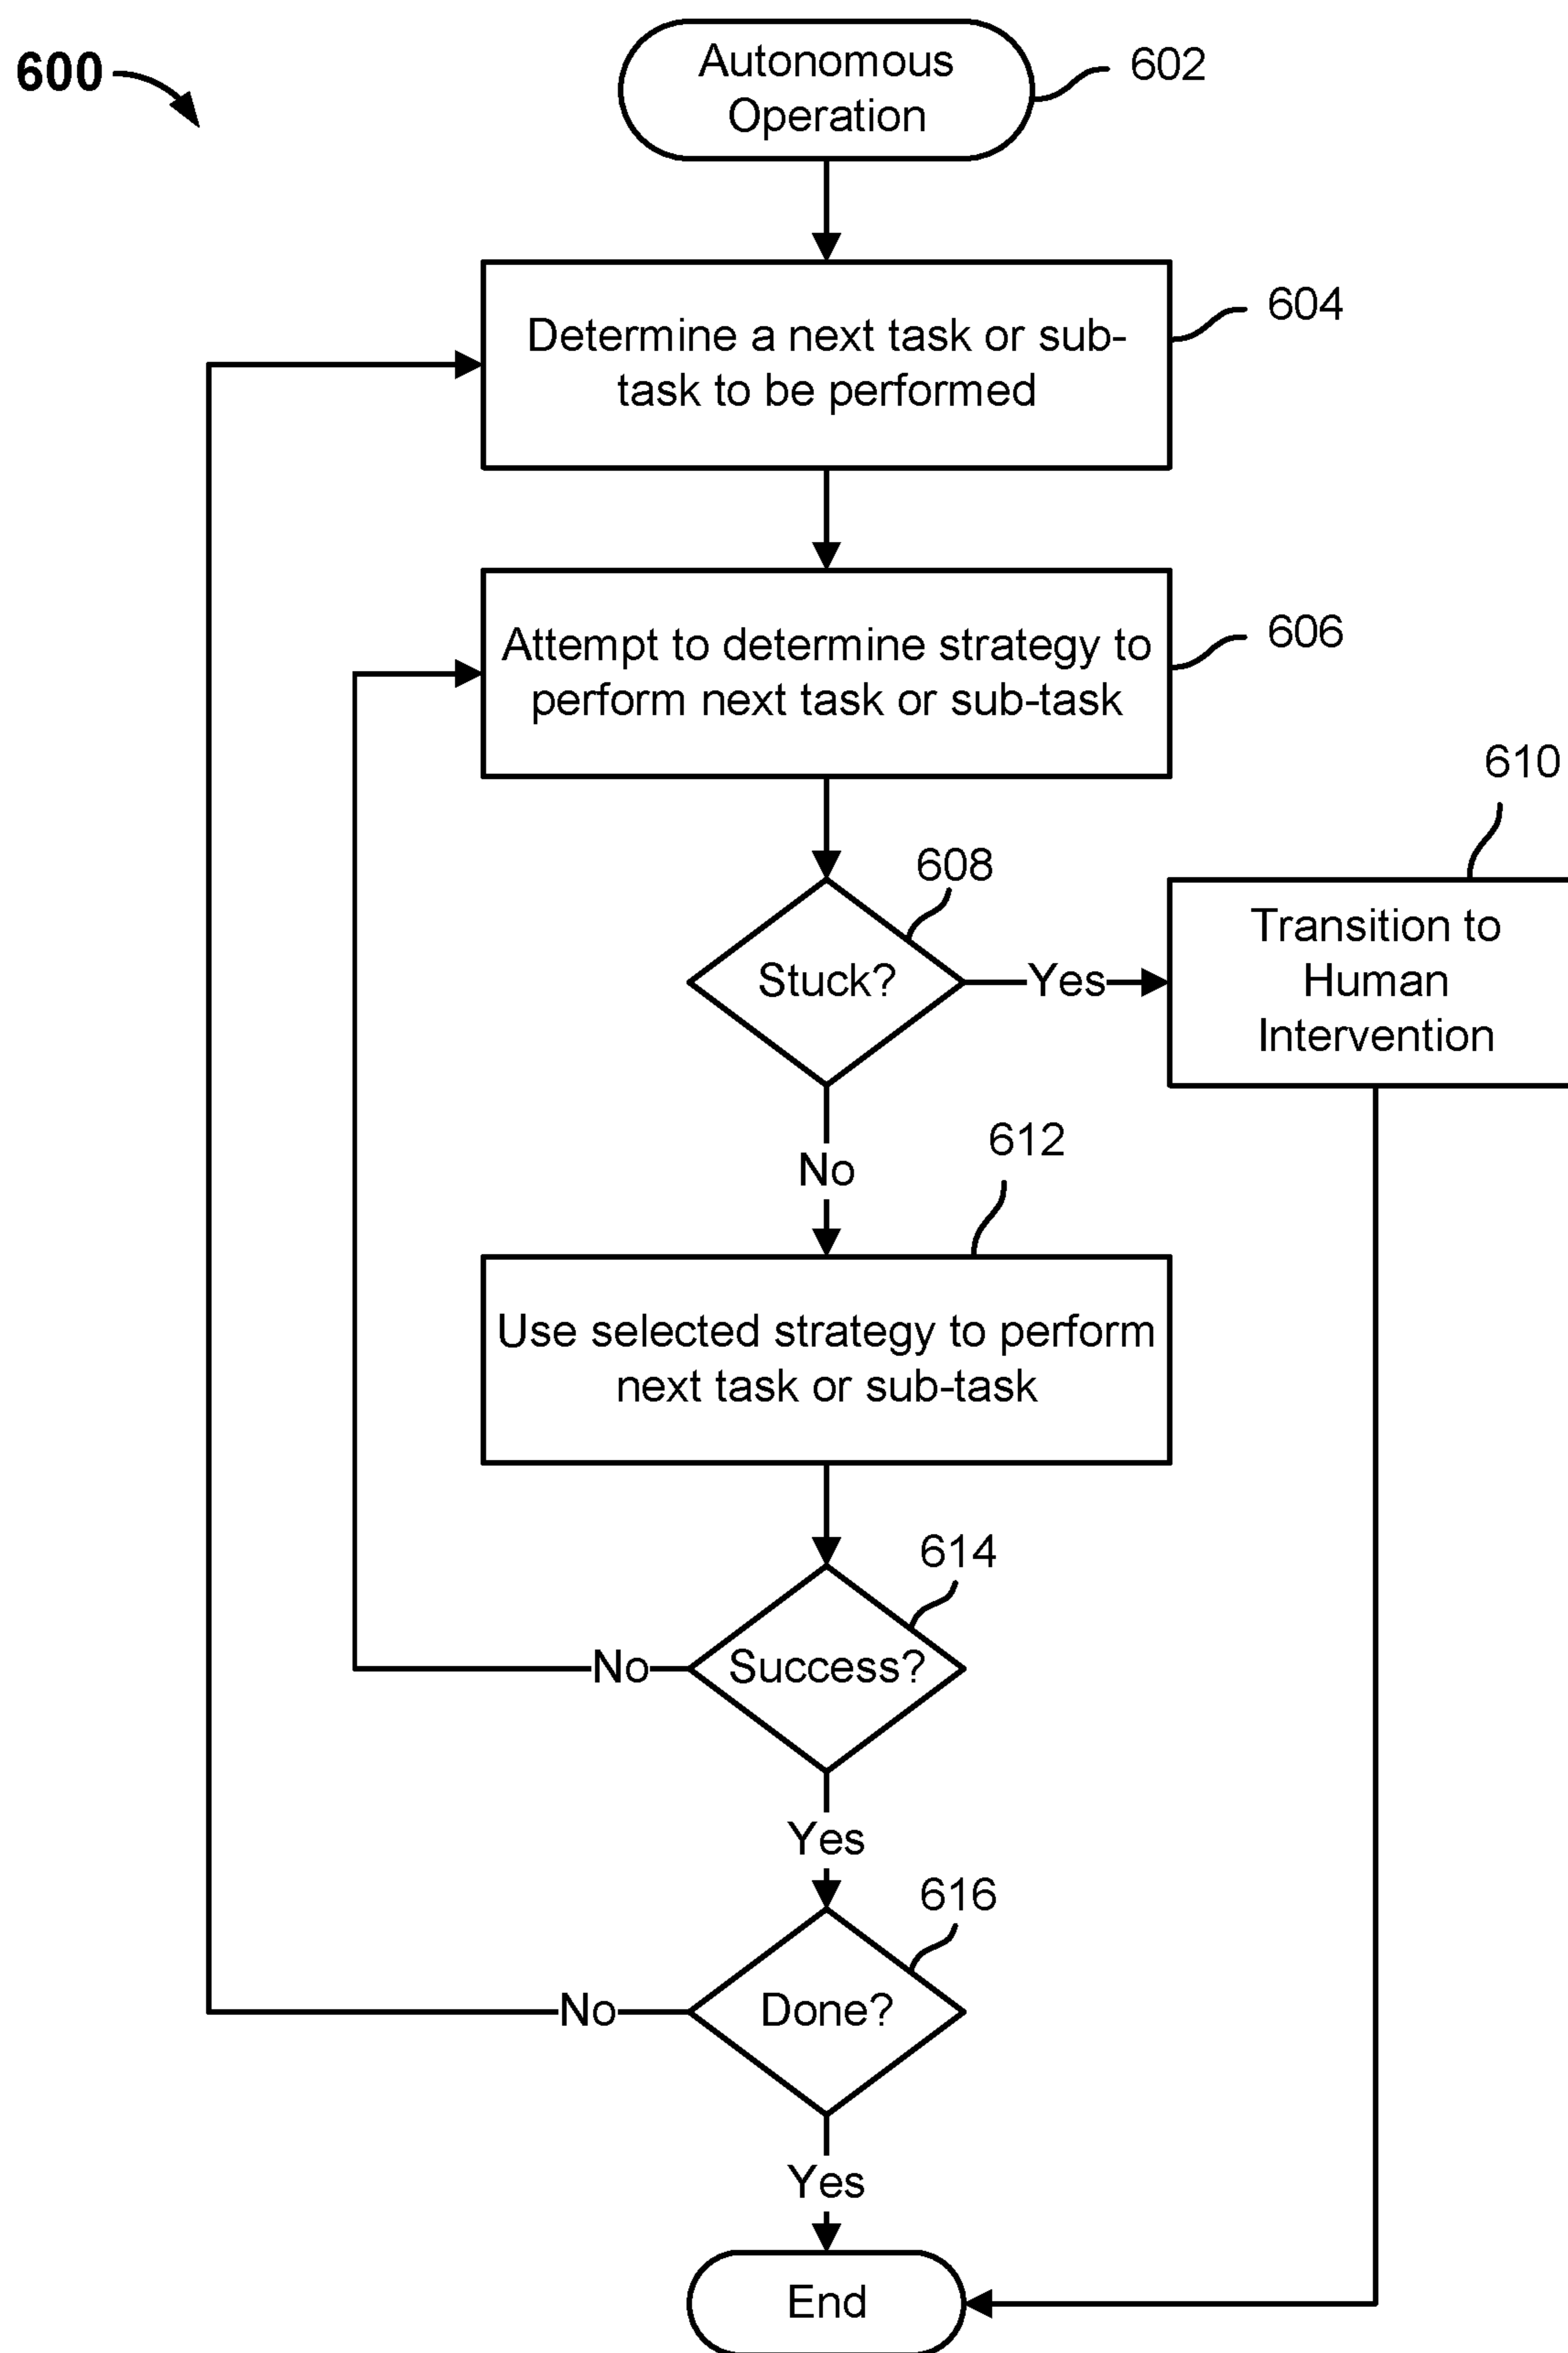 600
Autonomous
Operation
602
Determine a next task or sub-
task to be performed
604
Attempt to determine strategy to
perform next task or sub-task
606
608
Stuck?
Yes
610
Transition to
Human
Intervention
No
612
Use selected strategy to perform
next task or sub-task
614
Success?
No
Yes
616
Done?
No
Yes
End